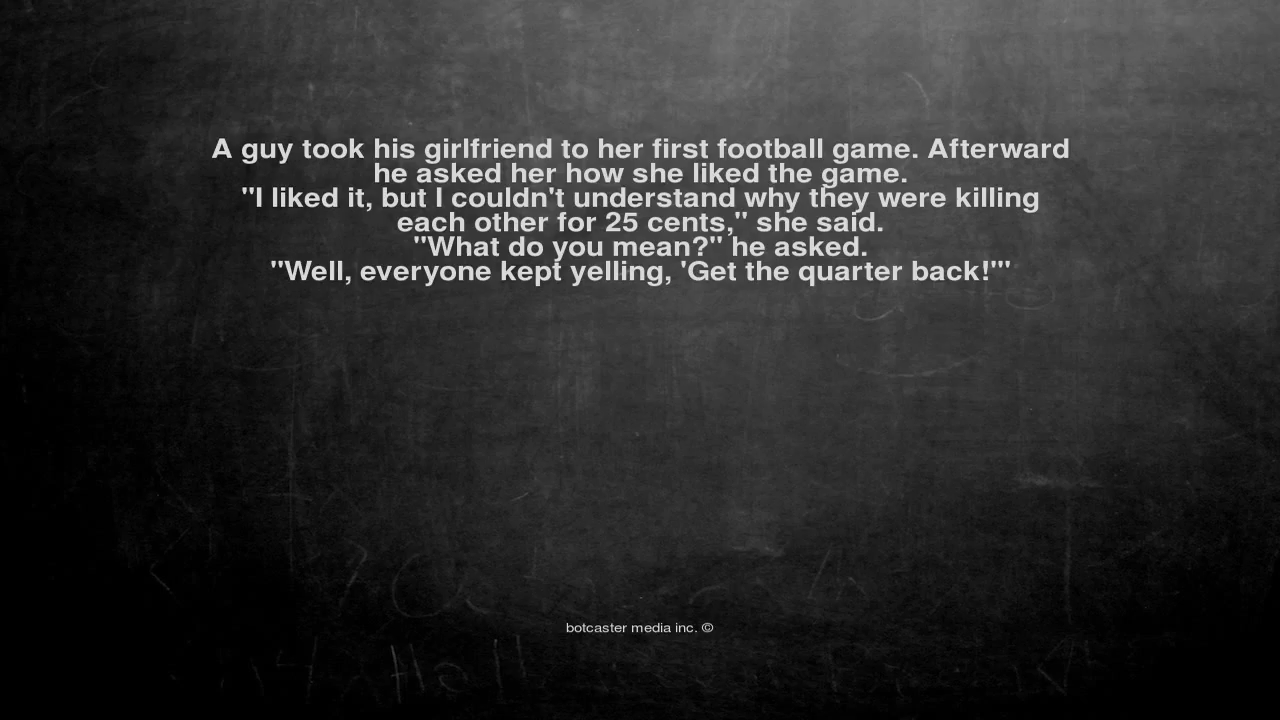 A guy took his girlfriend to her first football game. Afterward
he asked her how she liked the game.
"I liked it, but I couldn't understand why they were killing
each other for 25 cents," she said.
"What do you mean?" he asked.
"Well, everyone kept yelling, 'Get the quarter back!'"
botcaster media inc. ©